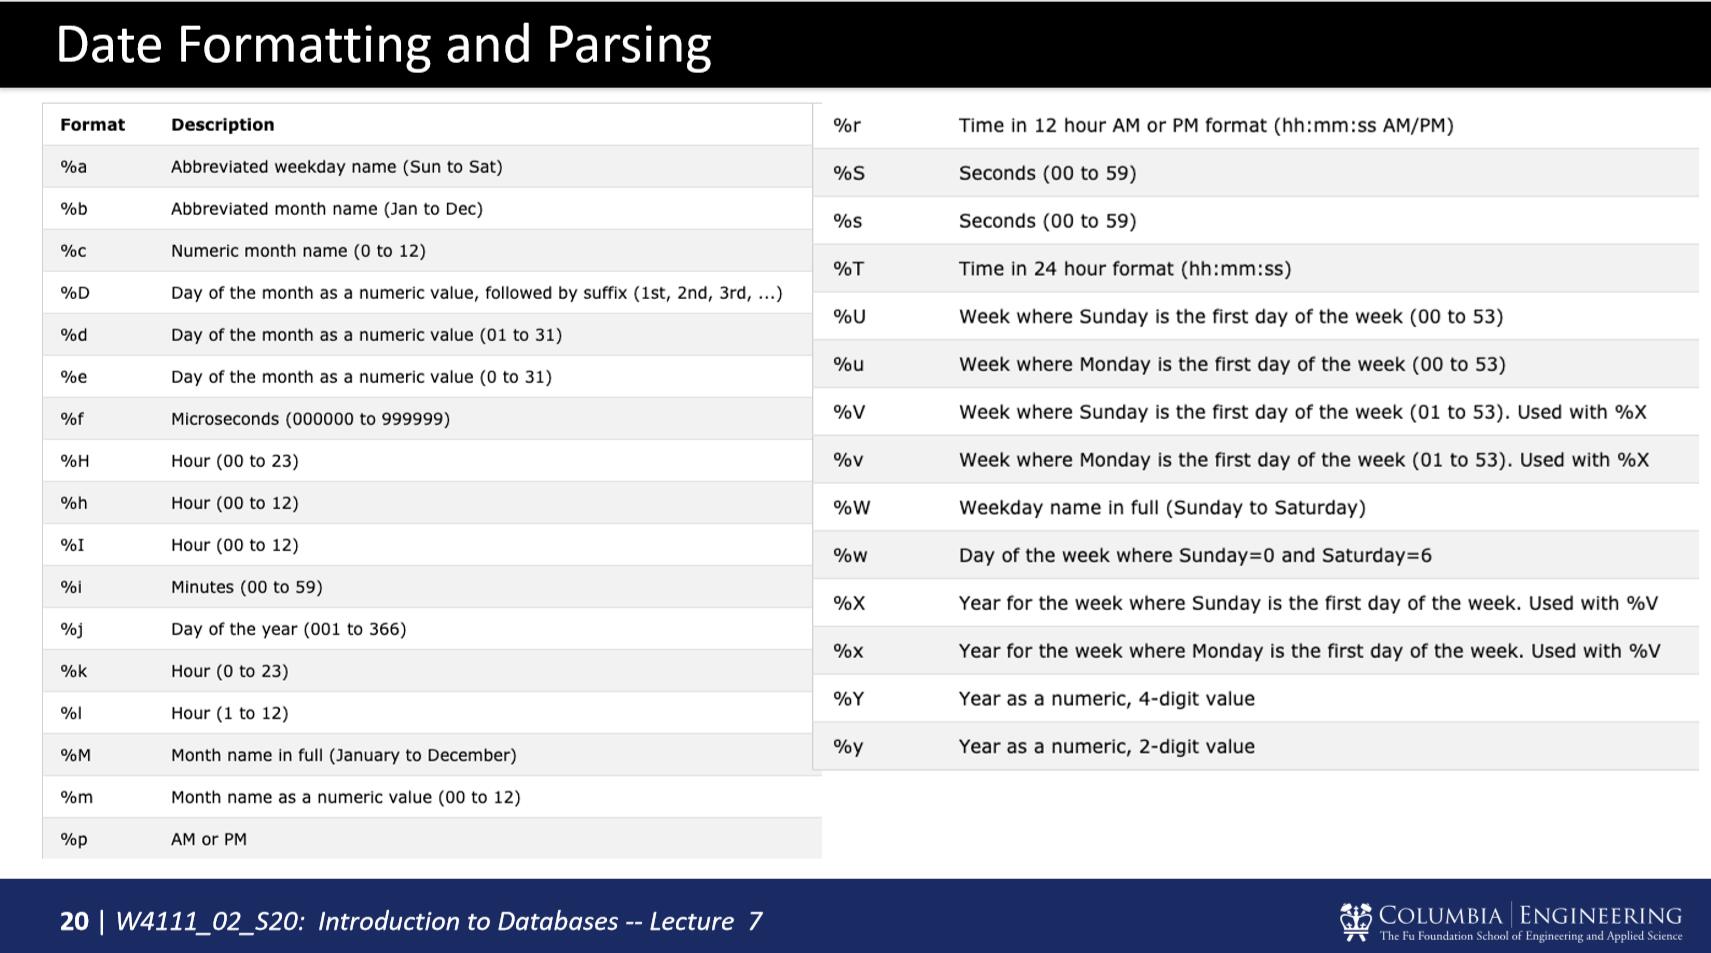 Date Formatting and Parsing
Format Description
%a Abbreviated weekday name (Sun to Sat)
%b Abbreviated month name (Jan to Dec)
%c Numeric month name (0 to 12)
%D Day of the month as a numeric value, followed by suffix (1st, 2nd, 3rd, ...)
%d Day of the month as a numeric value (01 to 31)
%e Day of the month as a numeric value (0 to 31)
%f Microseconds (000000 to 999999)
%H Hour (00 to 23)
%h Hour (00 to 12)
%I Hour (00 to 12)
%i Minutes (00 to 59)
%j Day of the year (001 to 366)
%k Hour (0 to 23)
%l Hour (1 to 12)
%M Month name in full (January to December)
%m Month name as a numeric value (00 to 12)
%p AM or PM
%r Time in 12 hour AM or PM format (hh:mm:ss AM/PM)
%S Seconds (00 to 59)
%s Seconds (00 to 59)
%T Time in 24 hour format (hh:mm:ss)
%U Week where Sunday is the first day of the week (00 to 53)
%u Week where Monday is the first day of the week (00 to 53)
%V Week where Sunday is the first day of the week (01 to 53). Used with %X
%v Week where Monday is the first day of the week (01 to 53). Used with %X
%W Weekday name in full (Sunday to Saturday)
%w Day of the week where Sunday=0 and Saturday=6
%X Year for the week where Sunday is the first day of the week. Used with %V
%x Year for the week where Monday is the first day of the week. Used with %V
%Y Year as a numeric, 4-digit value
%y Year as a numeric, 2-digit value
20 | W4111_02_S20: Introduction to Databases -- Lecture 7
COLUMBIA | ENGINEERING
The Fu Foundation School of Engineering and Applied Science